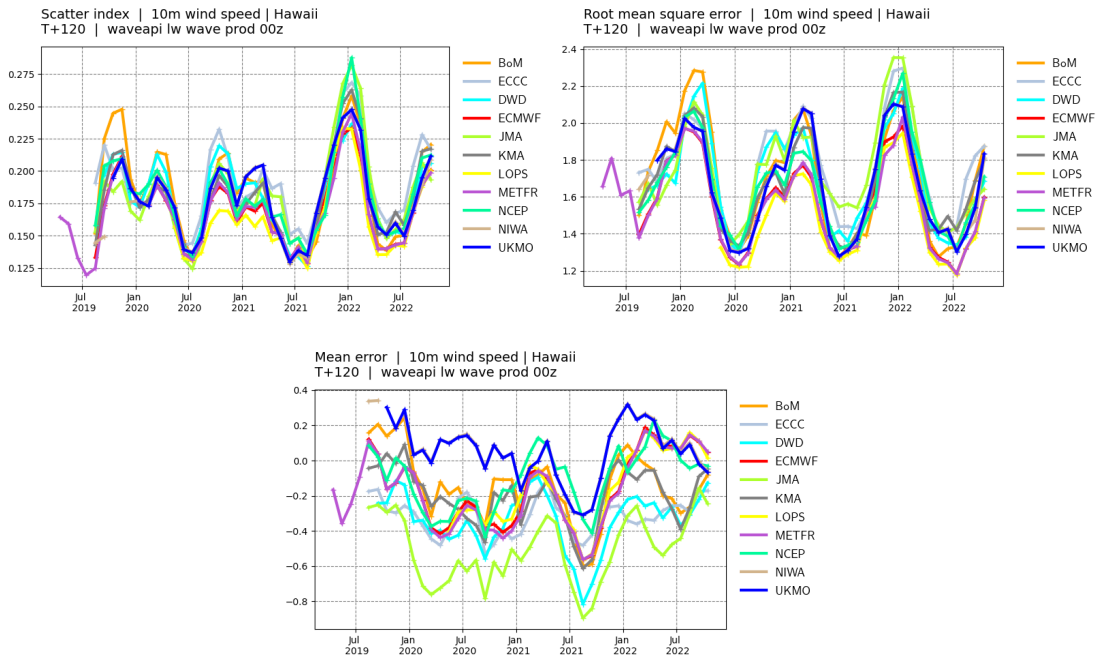 Scatter index | 10m wind speed | Hawaii
T+120 | waveapi lw wave prod 00z
0.275
0.250
0.225
0.200
0.175
0.150
0.125
Jul
2019
Jan
2020
Jul
2020
Jan
2021
Jul
2021
Jan
2022
Jul
2022
BoM
ECCC
DWD
ECMWF
JMA
KMA
LOPS
METFR
NCEP
NIWA
UKMO
Root mean square error | 10m wind speed | Hawaii
T+120 | waveapi lw wave prod 00z
2.4
2.2
2.0
1.8
1.6
1.4
1.2
Jul
2019
Jan
2020
Jul
2020
Jan
2021
Jul
2021
Jan
2022
Jul
2022
BoM
ECCC
DWD
ECMWF
JMA
KMA
LOPS
METFR
NCEP
NIWA
UKMO
Mean error | 10m wind speed | Hawaii
T+120 | waveapi lw wave prod 00z
0.4
0.2
0.0
−0.2
−0.4
−0.6
−0.8
Jul
2019
Jan
2020
Jul
2020
Jan
2021
Jul
2021
Jan
2022
Jul
2022
BoM
ECCC
DWD
ECMWF
JMA
KMA
LOPS
METFR
NCEP
NIWA
UKMO